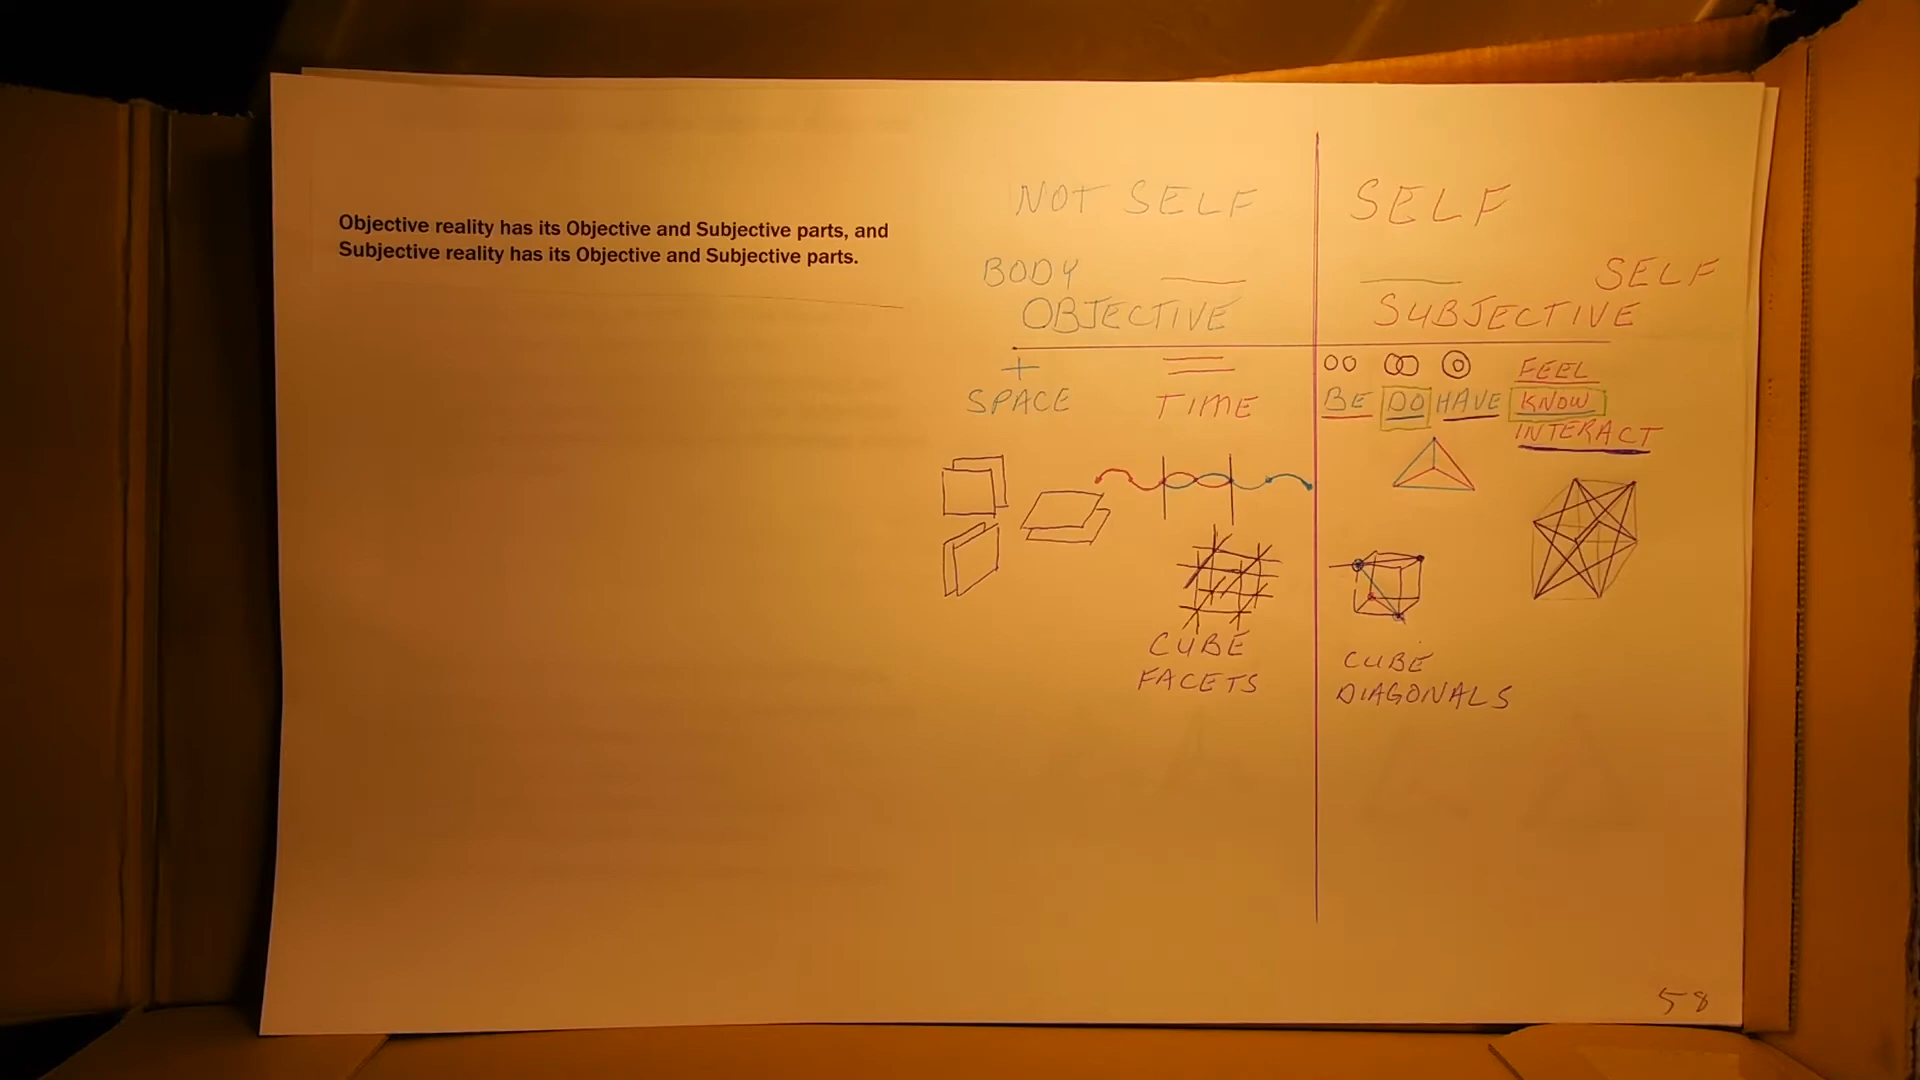 Objective reality has its Objective and Subjective parts, and
Subjective reality has its Objective and Subjective parts.
NOT SELF
SELF
BODY
SELF
OBJECTIVE
SUBJECTIVE
+
FEEL
SPACE
TIME
BE DO HAVE
KNOW
INTERACT
CUBE
FACETS
CUBE
DIAGONALS
58